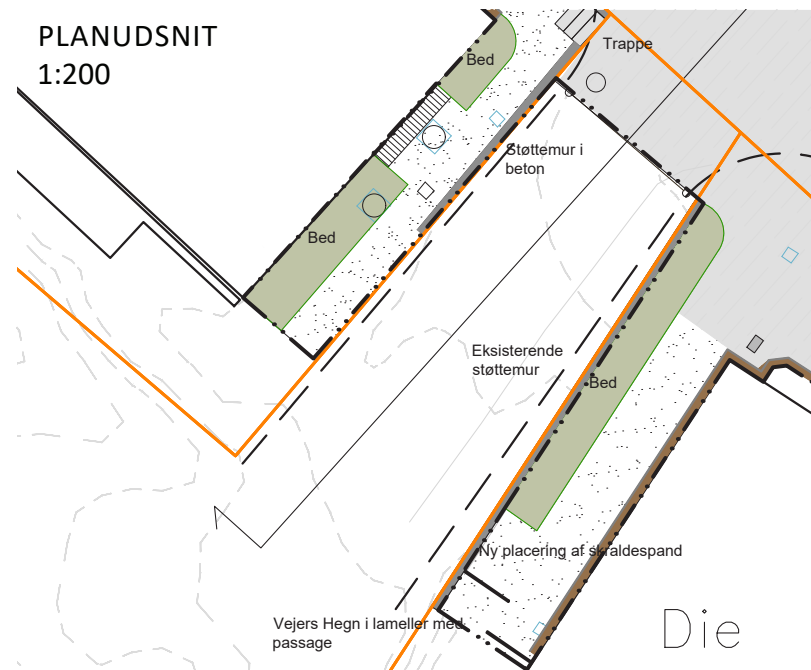 PLANUDSNIT
1:200
Bed
Trappe
Støttemur i
beton
Bed
Eksisterende
støttemur
Bed
Ny placering af skraldespand
Vejers Hegn i lameller med
passage
Die